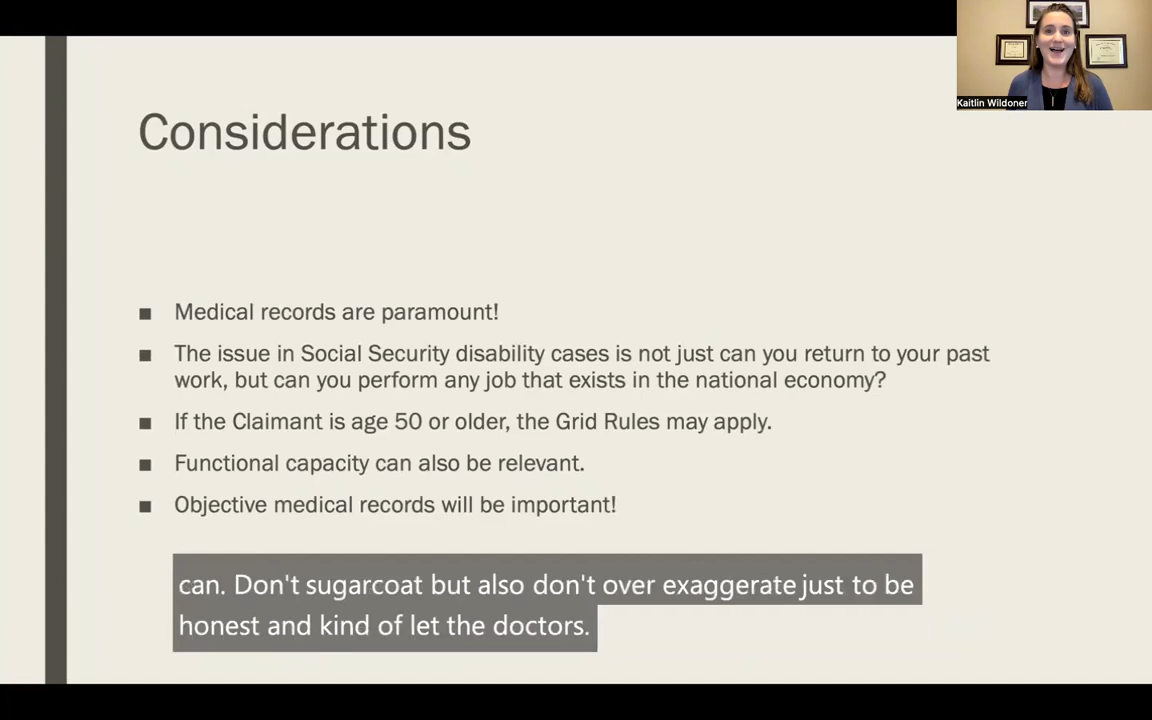 Kaitlin Wildoner
Considerations
■ Medical records are paramount!
■ The issue in Social Security disability cases is not just can you return to your past
work, but can you perform any job that exists in the national economy?
■ If the Claimant is age 50 or older, the Grid Rules may apply.
■ Functional capacity can also be relevant.
■ Objective medical records will be important!
can. Don't sugarcoat but also don't over exaggerate just to be
honest and kind of let the doctors.